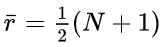 r̄ = ½(N + 1)